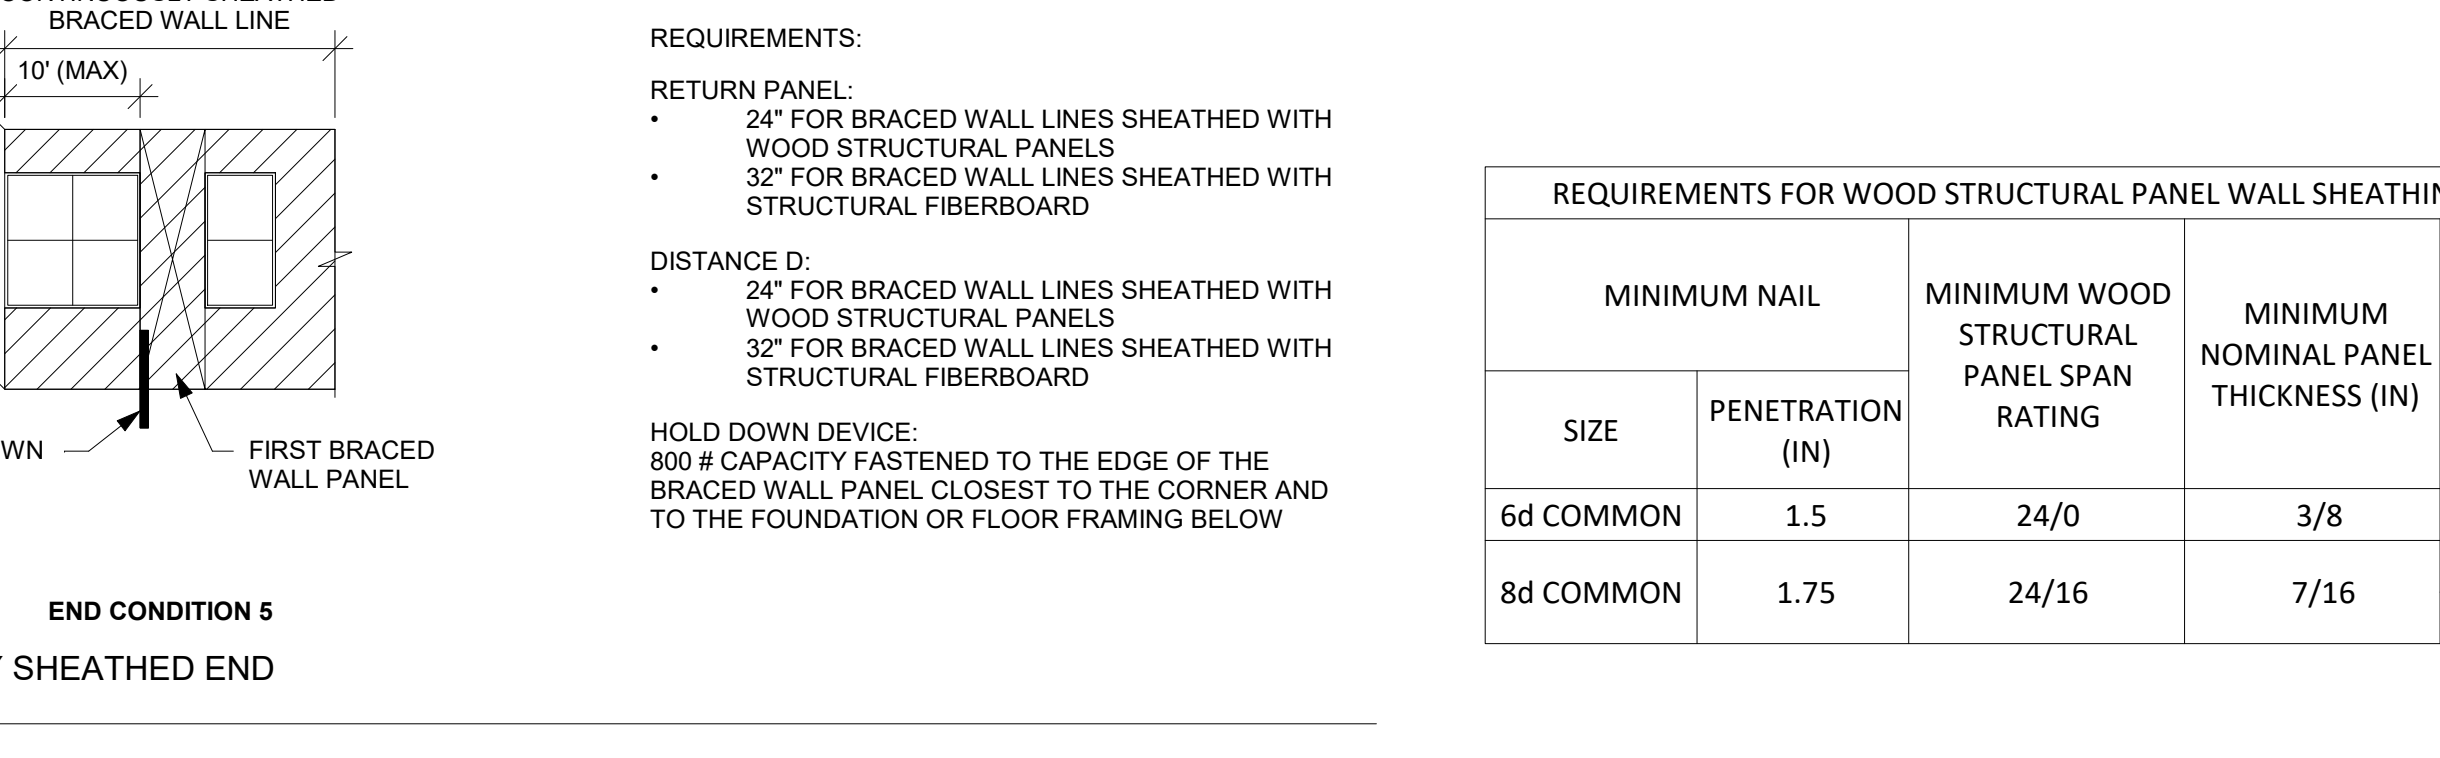 BRACED WALL LINE
10' (MAX)
FIRST BRACED
WALL PANEL
END CONDITION 5
SHEATHED END
REQUIREMENTS:
RETURN PANEL:
• 24" FOR BRACED WALL LINES SHEATHED WITH
WOOD STRUCTURAL PANELS
• 32" FOR BRACED WALL LINES SHEATHED WITH
STRUCTURAL FIBERBOARD
DISTANCE D:
• 24" FOR BRACED WALL LINES SHEATHED WITH
WOOD STRUCTURAL PANELS
• 32" FOR BRACED WALL LINES SHEATHED WITH
STRUCTURAL FIBERBOARD
HOLD DOWN DEVICE:
800 # CAPACITY FASTENED TO THE EDGE OF THE
BRACED WALL PANEL CLOSEST TO THE CORNER AND
TO THE FOUNDATION OR FLOOR FRAMING BELOW
REQUIREMENTS FOR WOOD STRUCTURAL PANEL WALL
MINIMUM NAIL
MINIMUM WOOD
STRUCTURAL
PANEL SPAN
RATING
MINIMUM
NOMINAL PANEL
THICKNESS (IN)
SIZE
PENETRATION
(IN)
6d COMMON 1.5 24/0 3/8
8d COMMON 1.75 24/16 7/16